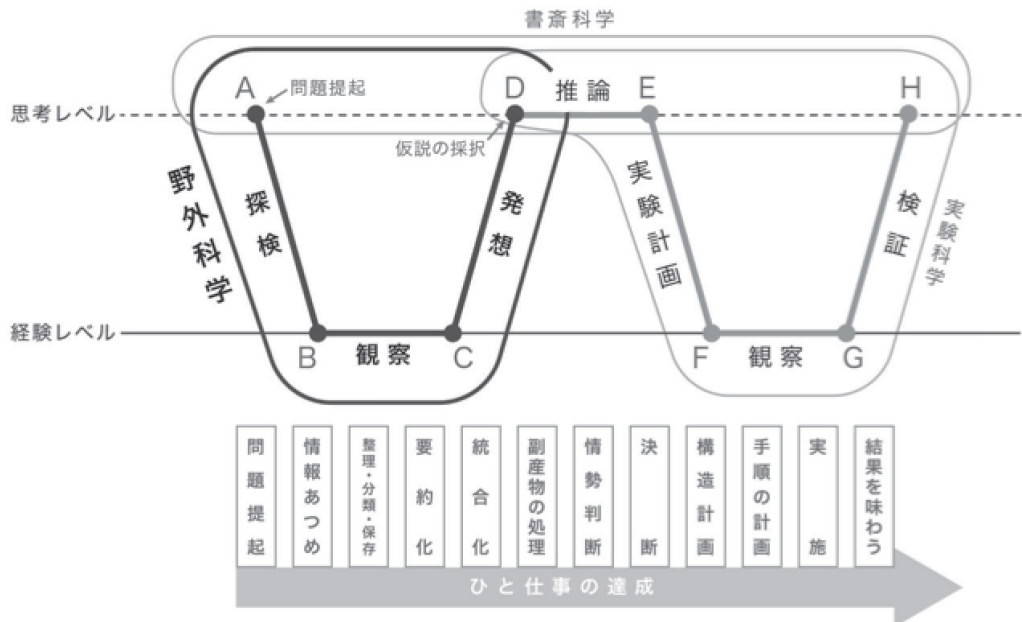 書斎科学
A
問題提起
D
推論
E
H
思考レベル
仮説の採択
野外科学
探検
発想
実験計画
検証
実験科学
経験レベル
B
観察
C
F
観察
G
問題提起
情報あつめ
整理・分類・保存
要約化
統合化
副産物の処理
情勢判断
決断
構造計画
手順の計画
実施
結果を味わう
ひと仕事の達成